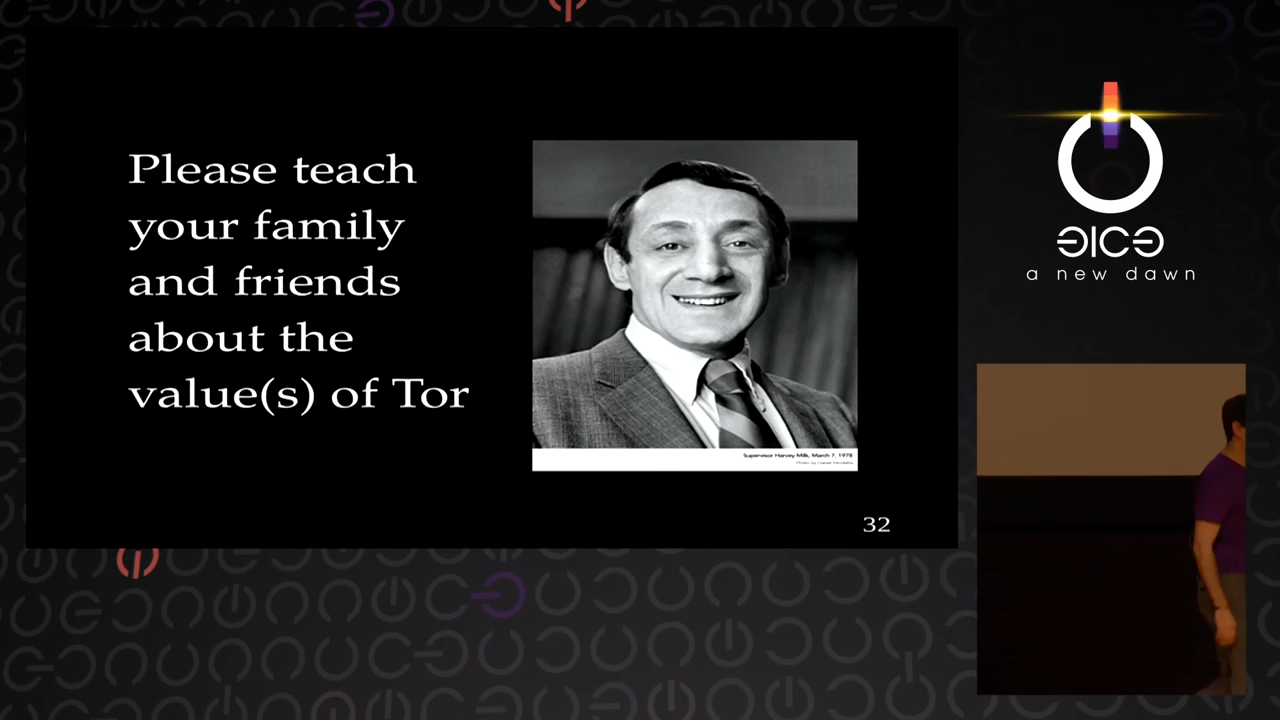 Please teach
your family
and friends
about the
value(s) of Tor
Supervisor Harvey Milk, March 7, 1978
32
a new dawn